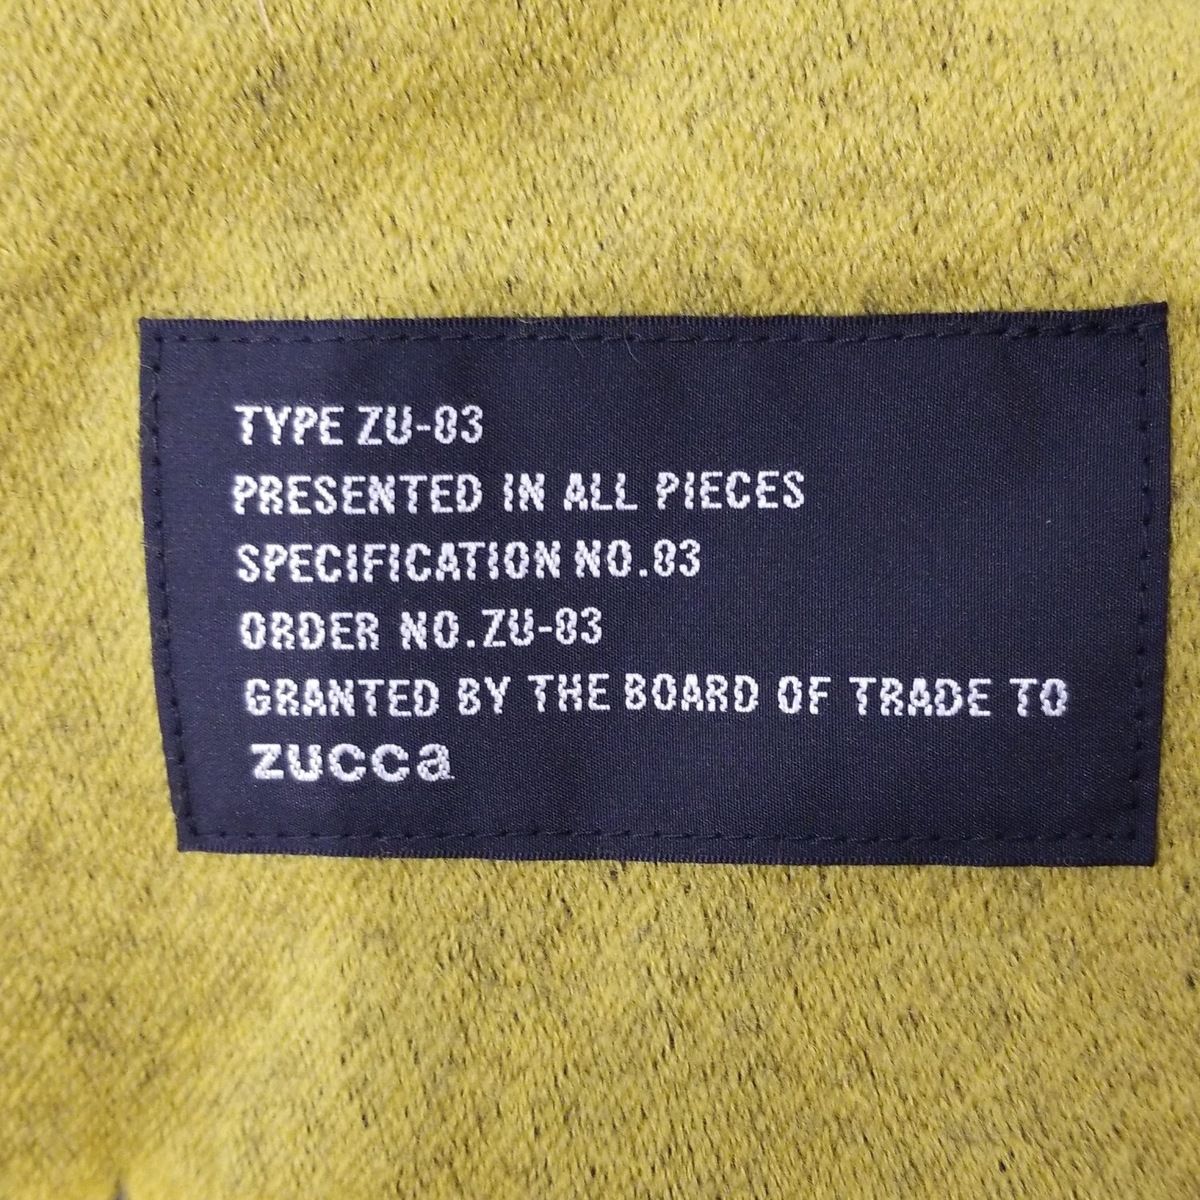 TYPE ZU-03
PRESENTED IN ALL PIECES
SPECIFICATION NO.03
ORDER NO.ZU-03
GRANTED BY THE BOARD OF TRADE TO
zucca